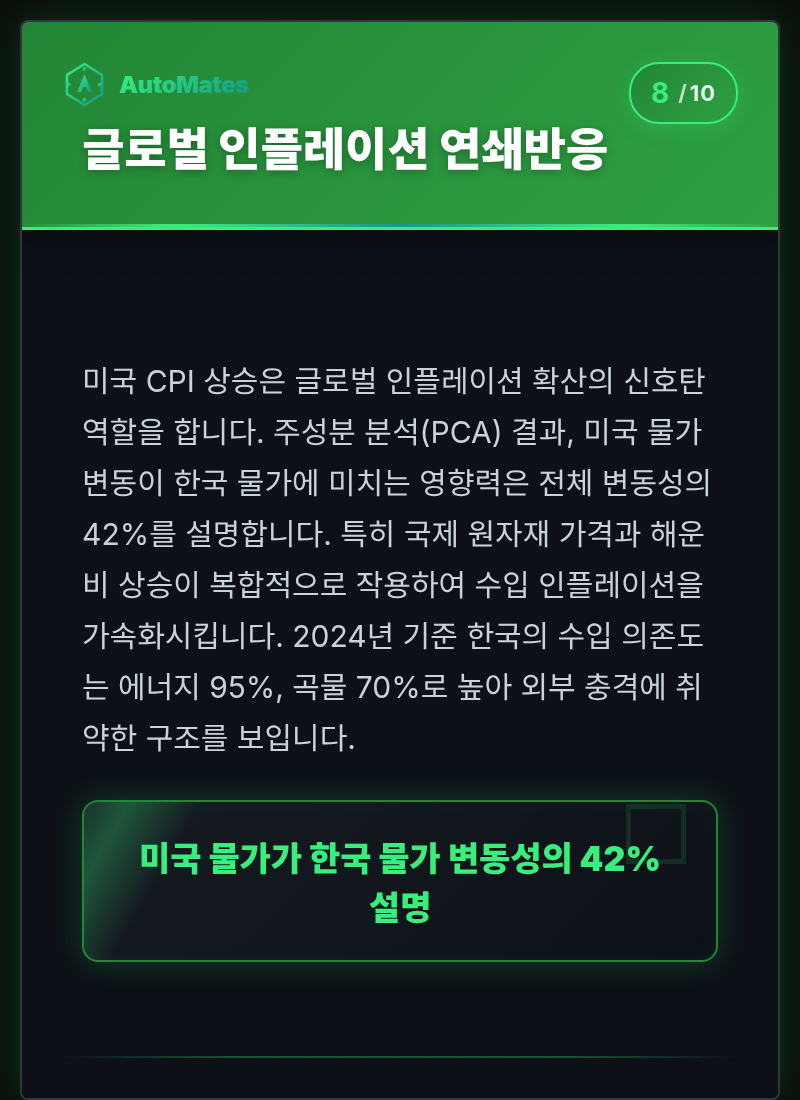 AutoMates
8 /10
글로벌 인플레이션 연쇄반응
미국 CPI 상승은 글로벌 인플레이션 확산의 신호탄
역할을 합니다. 주성분 분석(PCA) 결과, 미국 물가
변동이 한국 물가에 미치는 영향력은 전체 변동성의
42%를 설명합니다. 특히 국제 원자재 가격과 해운
비 상승이 복합적으로 작용하여 수입 인플레이션을
가속화시킵니다. 2024년 기준 한국의 수입 의존도
는 에너지 95%, 곡물 70%로 높아 외부 충격에 취
약한 구조를 보입니다.
미국 물가가 한국 물가 변동성의 42%
설명